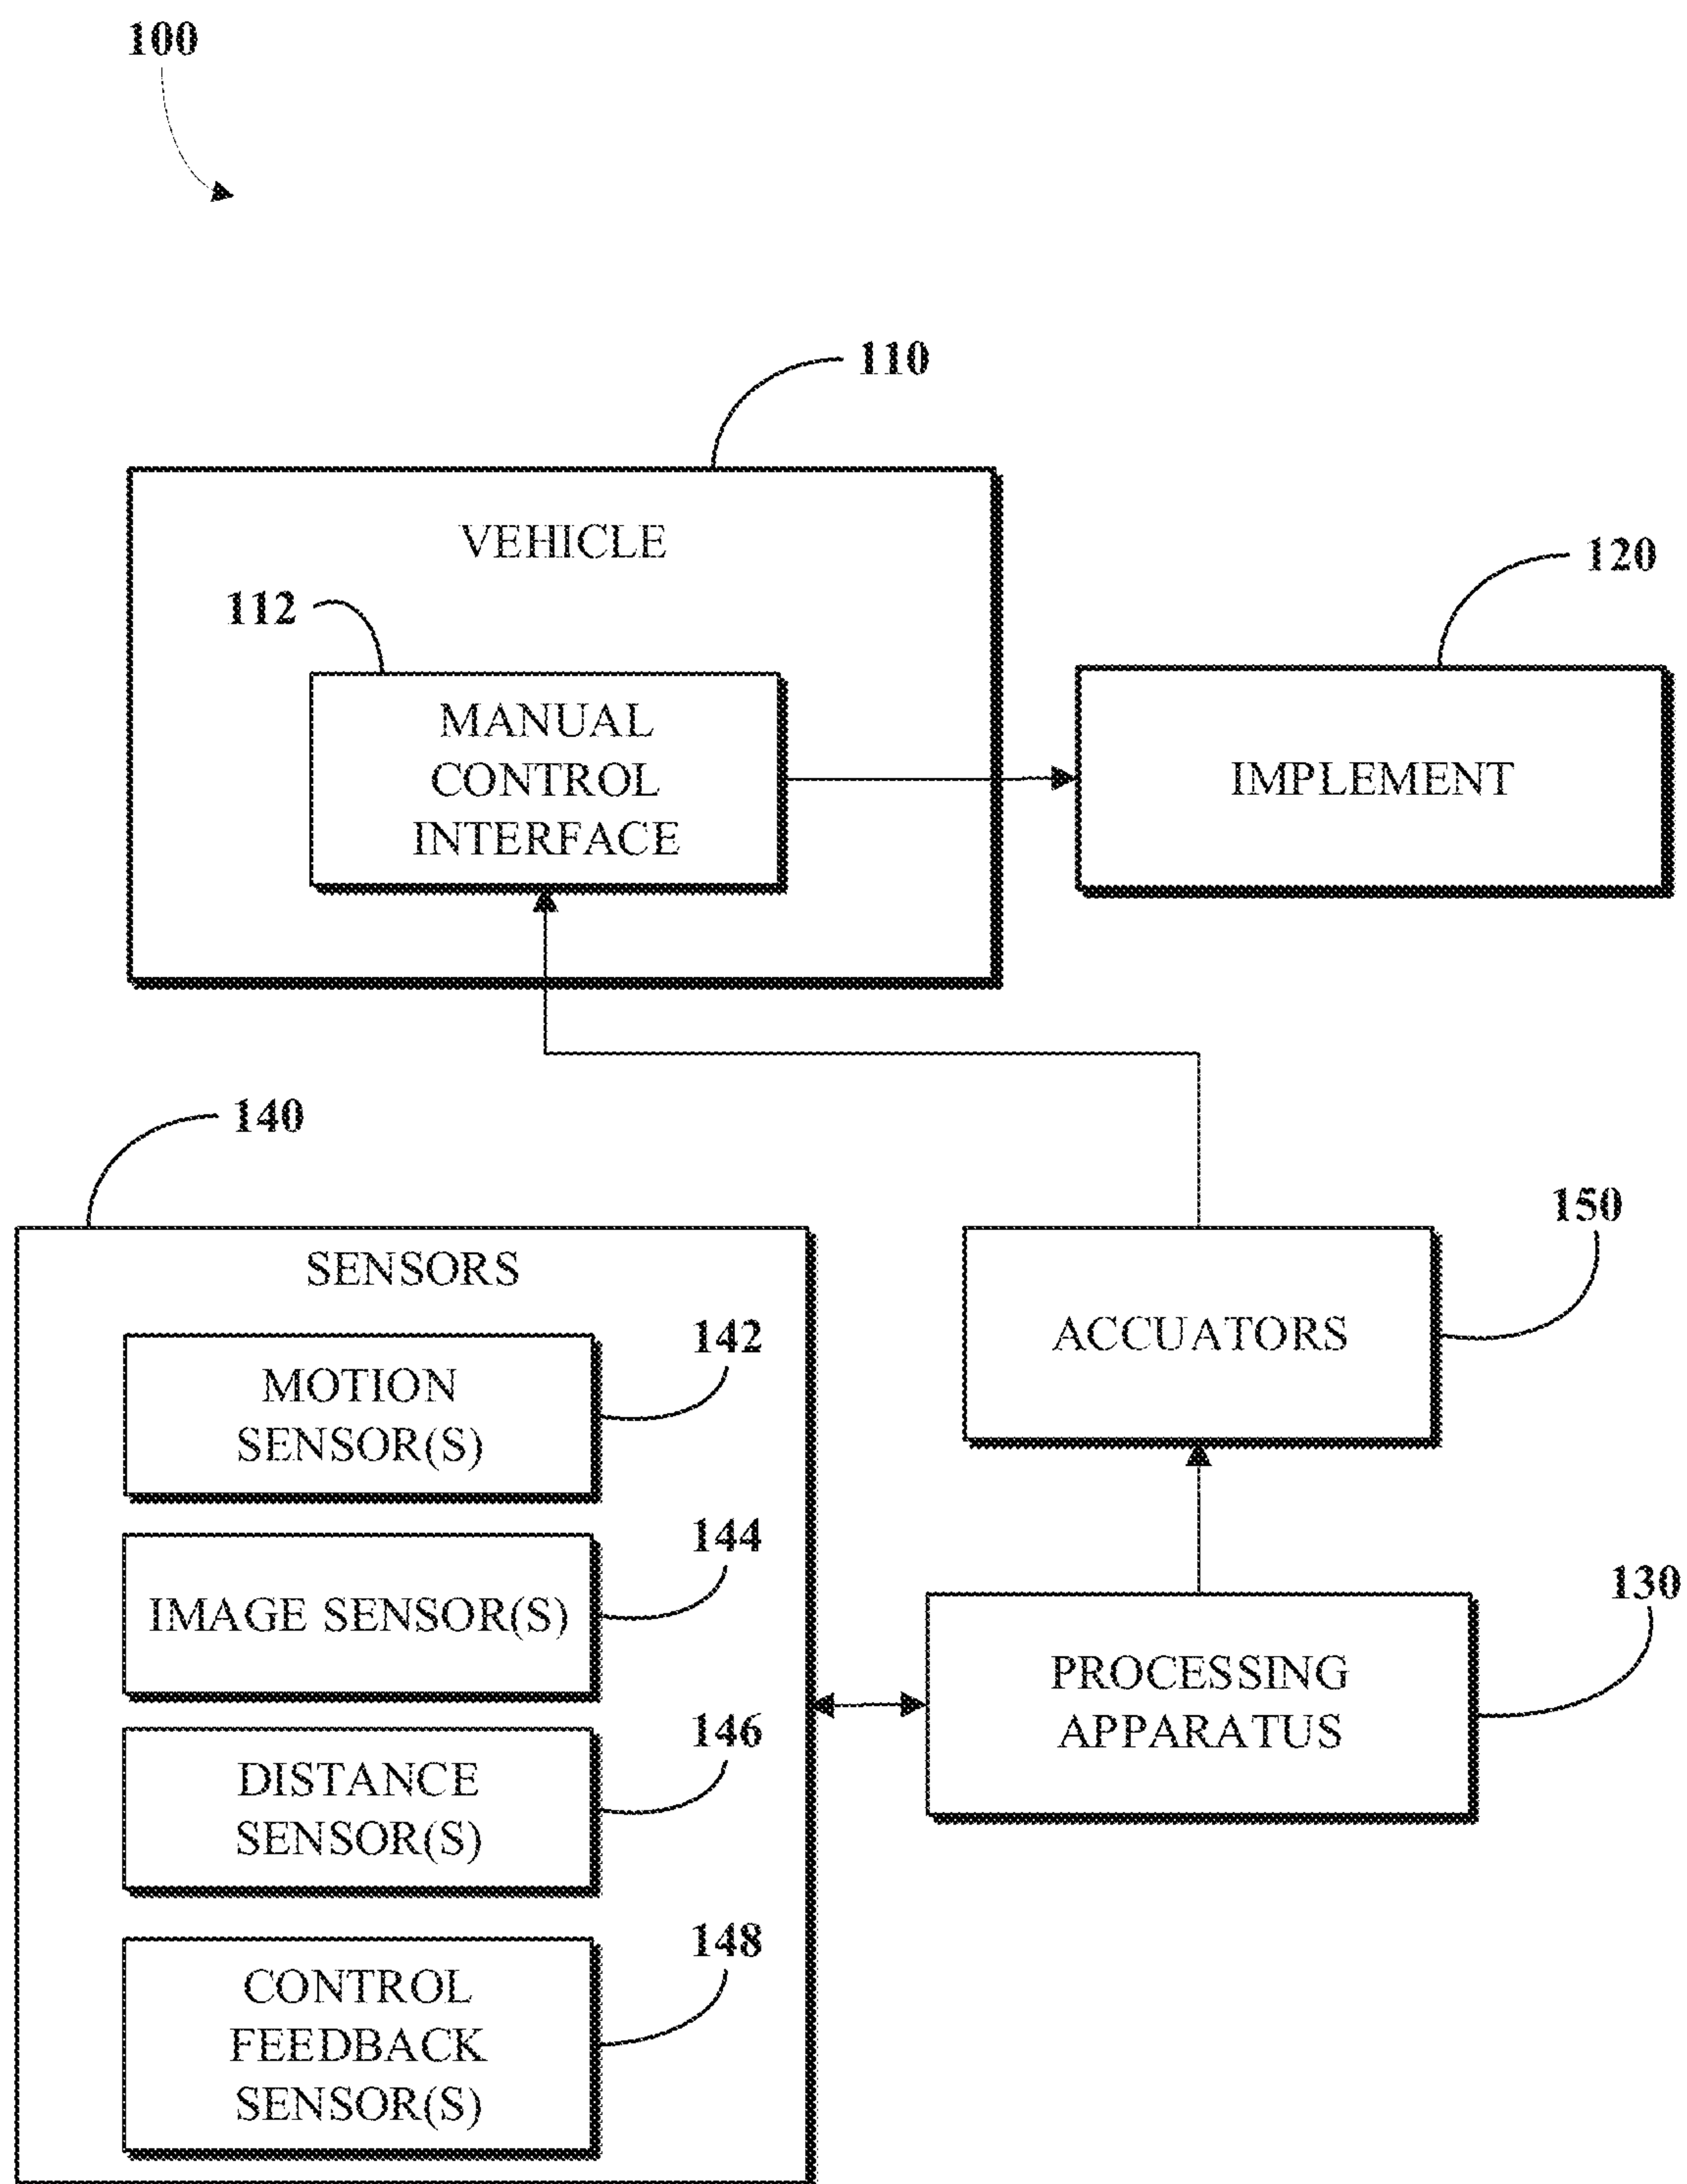 100
110
VEHICLE
120
112
MANUAL
CONTROL
INTERFACE
IMPLEMENT
140
150
SENSORS
ACCUATORS
142
MOTION
SENSOR(S)
144
IMAGE SENSOR(S)
130
PROCESSING
APPARATUS
146
DISTANCE
SENSOR(S)
148
CONTROL
FEEDBACK
SENSOR(S)